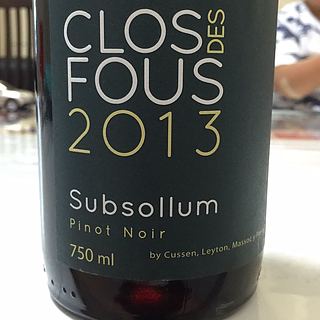 CLOS DES
FOUS
2013
Subsollum
Pinot Noir
750 ml
by Cussen, Leyton, Massoc y